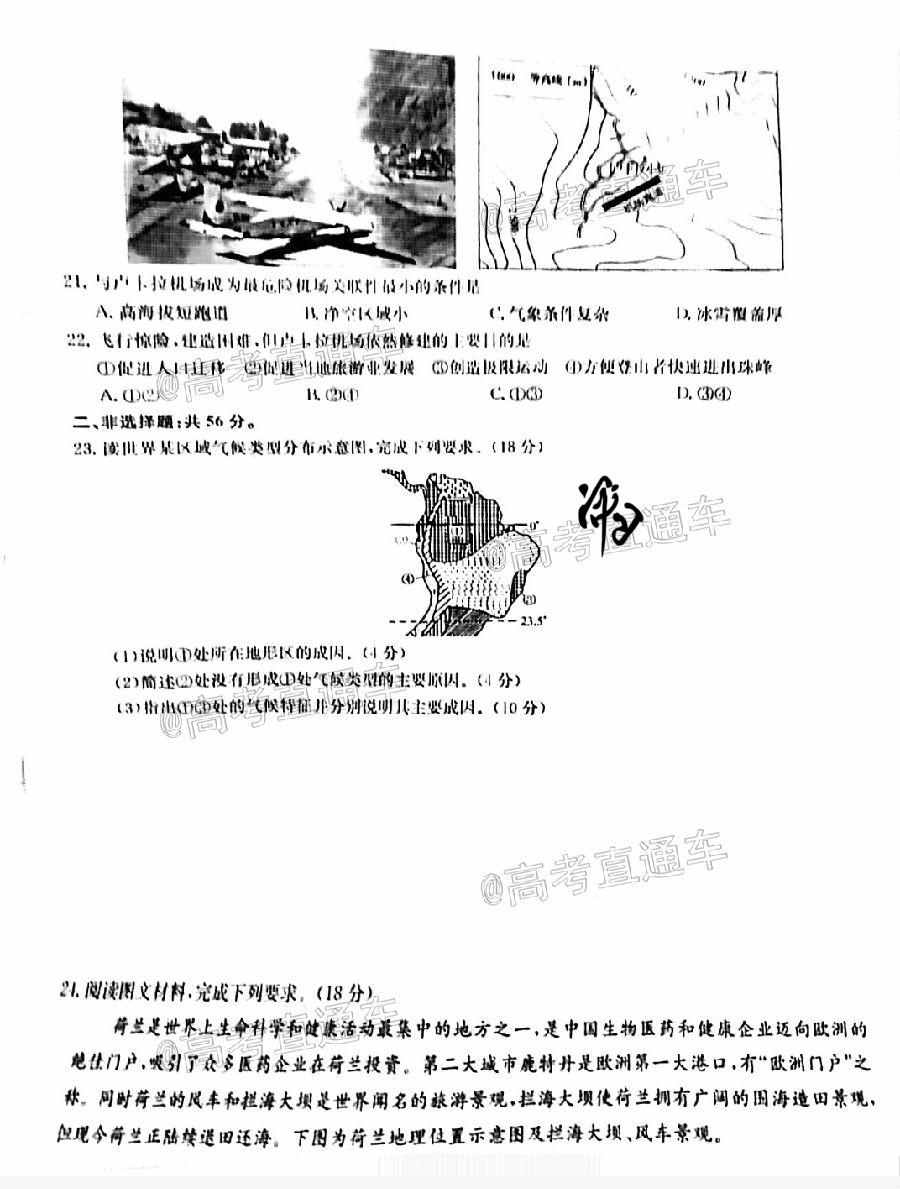 1400 等高线(m)
21. 与卢卡拉机场成为最危险机场关联性最小的条件是
A. 高海拔短跑道 B. 净空区域小 C. 气象条件复杂 D. 冰雪覆盖厚
22. 飞行惊险,建造困难,但卢卡拉机场依然修建的主要目的是
①促进人口迁移 ②促进当地旅游业发展 ③创造极限运动 ④方便登山者快速进出珠峰
A. ①② B. ②④ C. ①③ D. ③④
二、非选择题:共 56 分。
23. 读世界某区域气候类型分布示意图,完成下列要求。(18 分)
0°
④
②
23.5°
(1)说明①处所在地形区的成因。(4 分)
(2)简述②处没有形成①处气候类型的主要原因。(4 分)
(3)指出①③处的气候特征并分别说明其主要成因。(10 分)
24. 阅读图文材料,完成下列要求。(18 分)
荷兰是世界上生命科学和健康活动最集中的地方之一,是中国生物医药和健康企业迈向欧洲的
绝佳门户,吸引了众多医药企业在荷兰投资。第二大城市鹿特丹是欧洲第一大港口,有“欧洲门户”之
称。同时荷兰的风车和拦海大坝是世界闻名的旅游景观,拦海大坝使荷兰拥有广阔的围海造田景观,
但现今荷兰正陆续退田还海。下图为荷兰地理位置示意图及拦海大坝、风车景观。
@高考直通车
@高考直通车
@高考直通车
@高考直通车
@高考直通车
@高考直通车